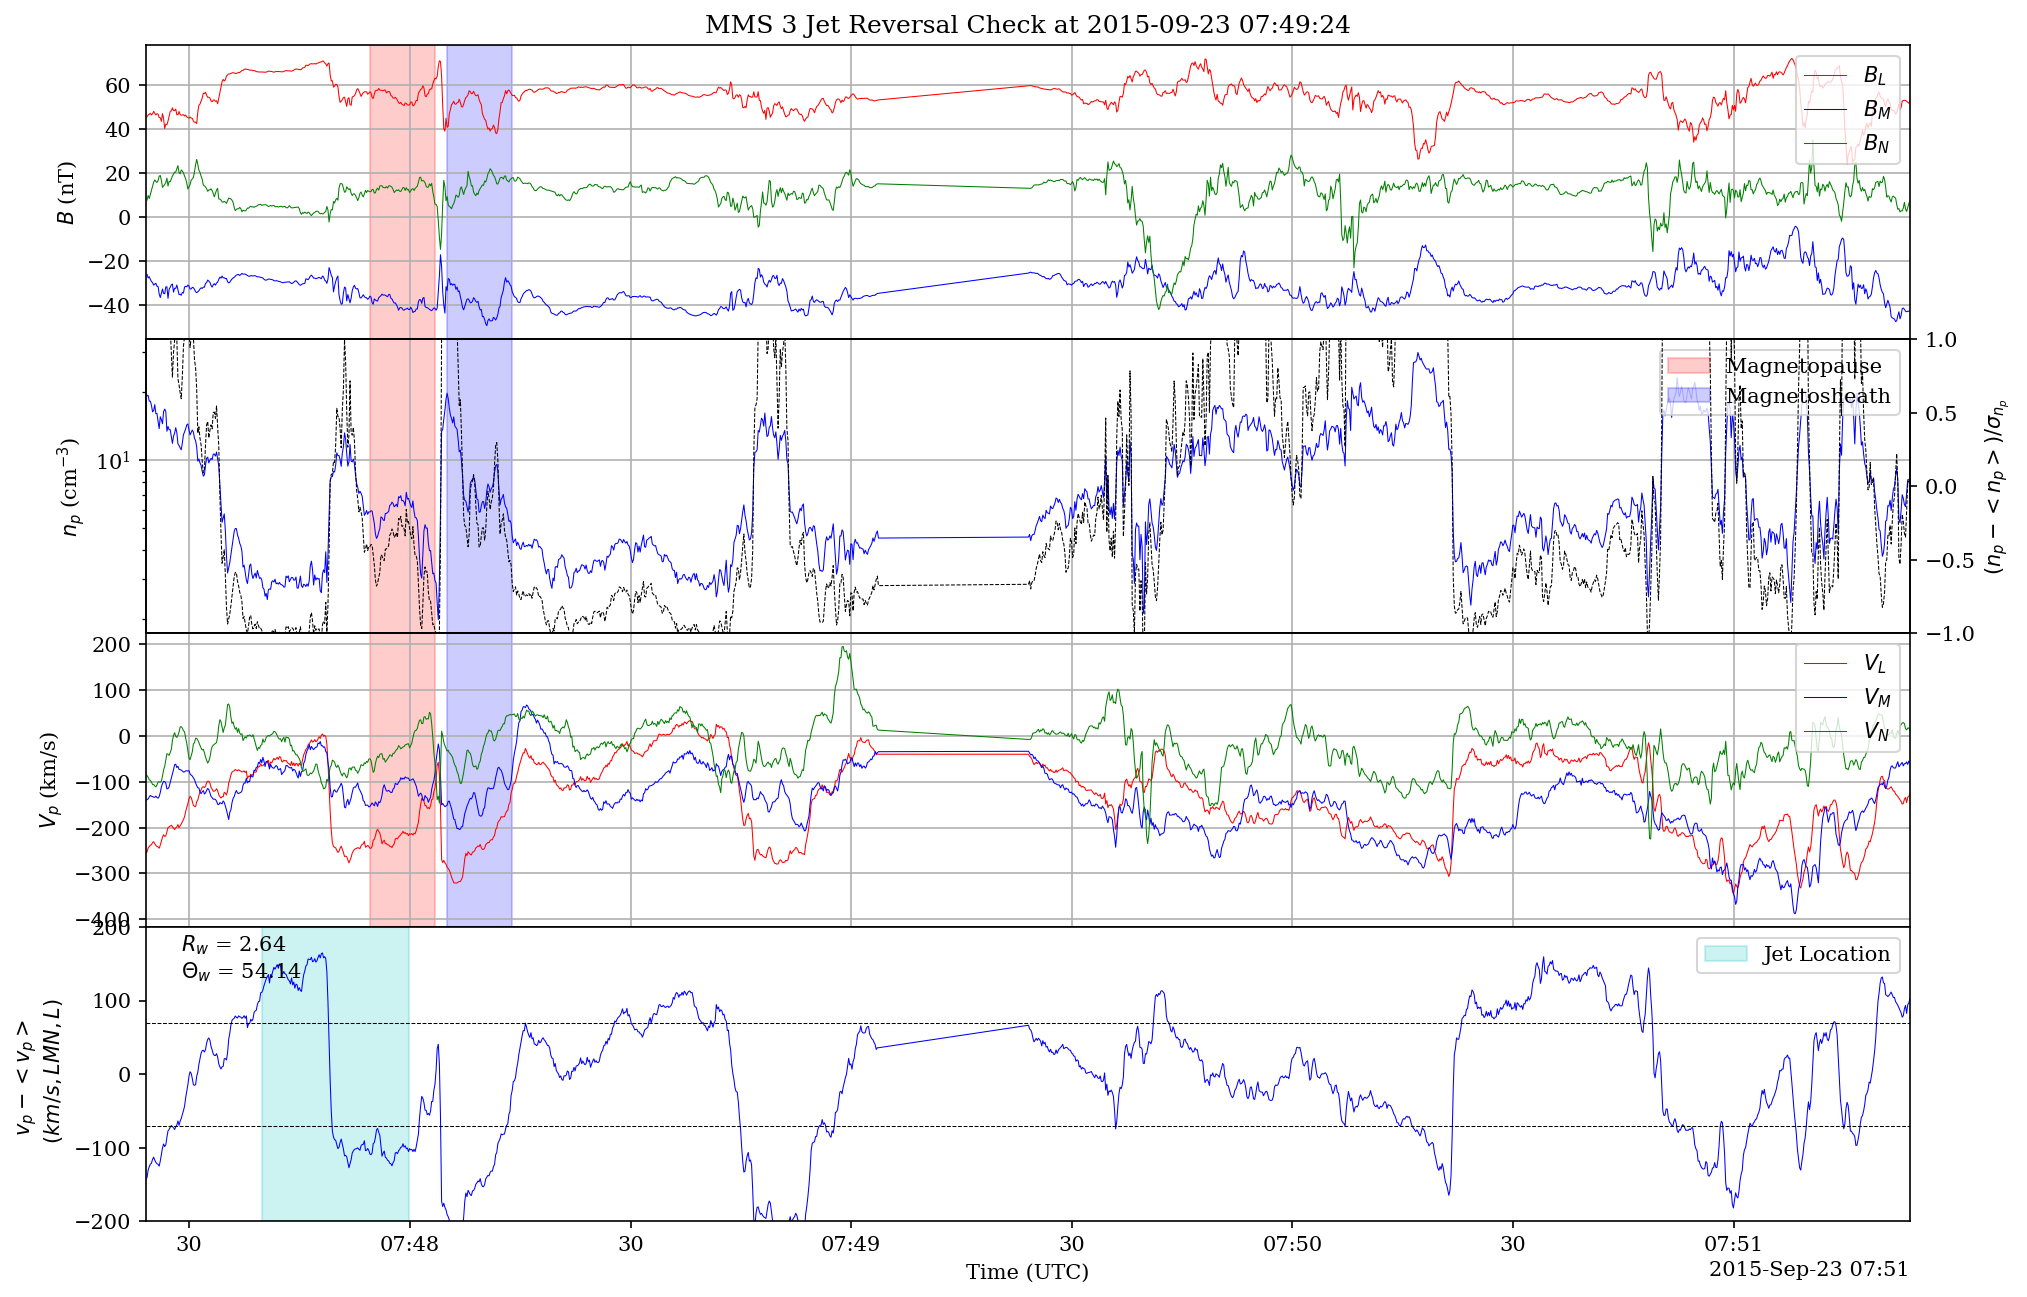 MMS 3 Jet Reversal Check at 2015-09-23 07:49:24
B (nT)
60
40
20
0
−20
−40
B_L
B_M
B_N
n_p (cm^{−3})
10^1
Magnetopause
Magnetosheath
1.0
0.5
0.0
−0.5
−1.0
(n_p − < n_p >)/σ_{n_p}
V_p (km/s)
200
100
0
−100
−200
−300
−400
V_L
V_M
V_N
v_p − < v_p >
(km/s, LMN, L)
200
100
0
−100
−200
R_w = 2.64
Θ_w = 54.14
Jet Location
30
07:48
30
07:49
30
07:50
30
07:51
Time (UTC)
2015-Sep-23 07:51